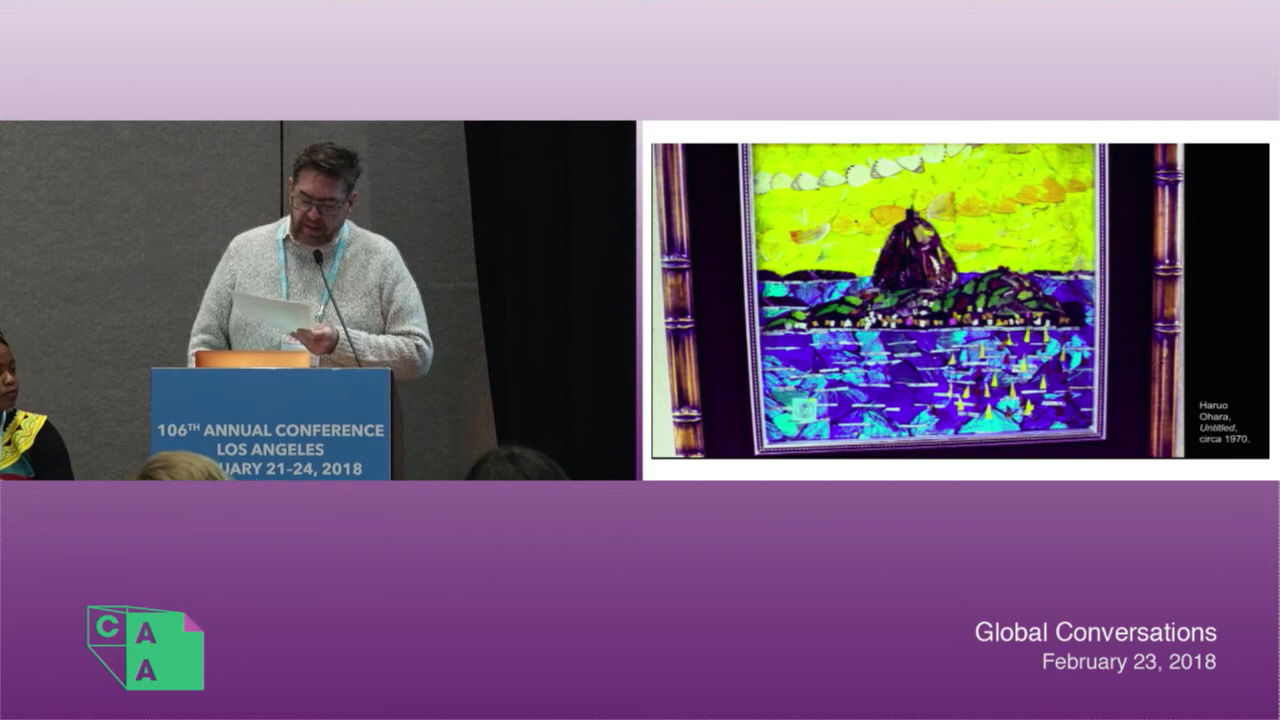 106TH ANNUAL CONFERENCE
LOS ANGELES
UARY 21–24, 2018
Haruo
Ohara,
Untitled,
circa 1970.
C A
A
Global Conversations
February 23, 2018